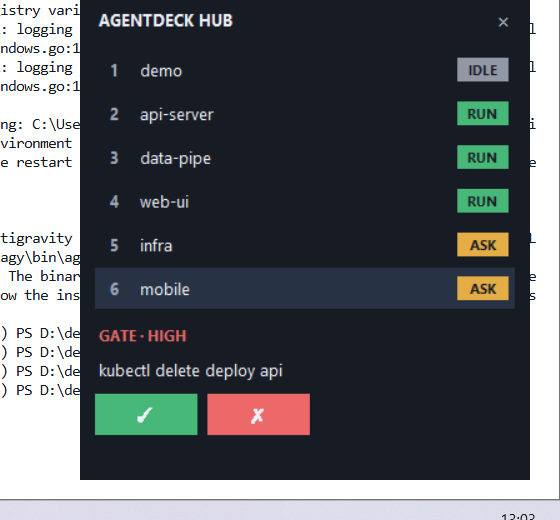 AGENTDECK HUB ×
1 demo IDLE
2 api-server RUN
3 data-pipe RUN
4 web-ui RUN
5 infra ASK
6 mobile ASK
GATE · HIGH
kubectl delete deploy api
✓ ✗
istry vari
: logging l
ndows.go:1
: logging l
ndows.go:1
ng: C:\Use i
vironment
e restart e
tigravity L
agy\bin\ag
The binar e
ow the ins s
) PS D:\de
) PS D:\de
) PS D:\de
) PS D:\de